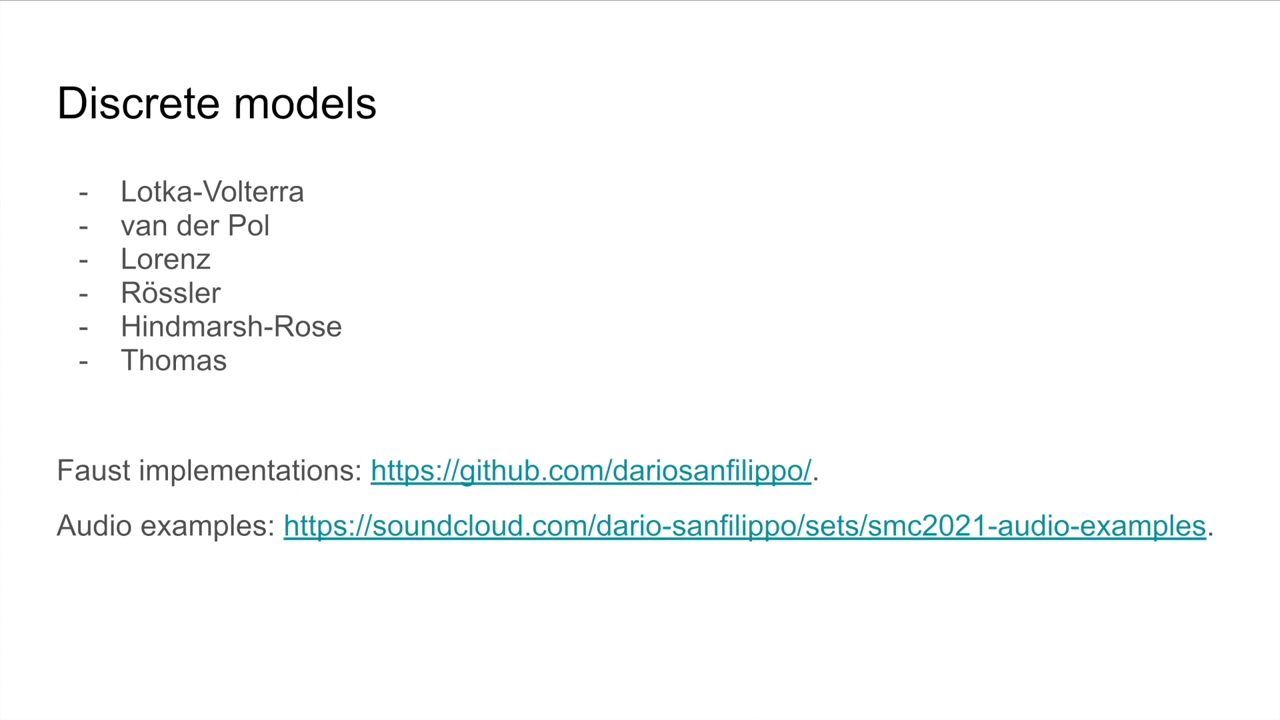 Discrete models
- Lotka-Volterra
- van der Pol
- Lorenz
- Rössler
- Hindmarsh-Rose
- Thomas
Faust implementations: https://github.com/dariosanfilippo/.
Audio examples: https://soundcloud.com/dario-sanfilippo/sets/smc2021-audio-examples.